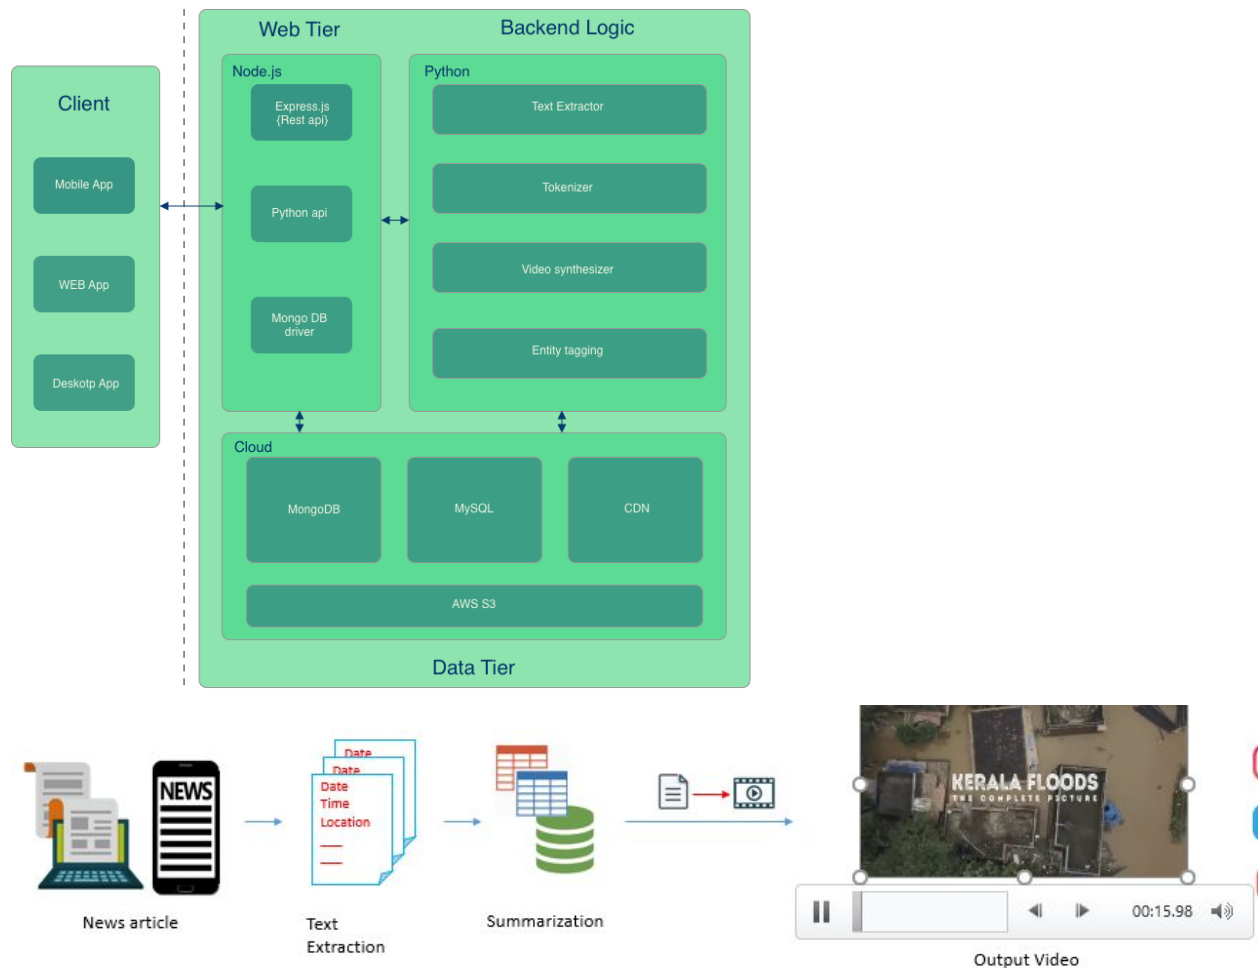 Web Tier
Backend Logic
Client
Mobile App
WEB App
Deskotp App
Node.js
Express.js
{Rest api}
Python api
Mongo DB
driver
Python
Text Extractor
Tokenizer
Video synthesizer
Entity tagging
Cloud
MongoDB
MySQL
CDN
AWS S3
Data Tier
NEWS
News article
Date
Date
Date
Time
Location
Text
Extraction
Summarization
KERALA FLOODS
THE COMPLETE PICTURE
00:15.98
Output Video